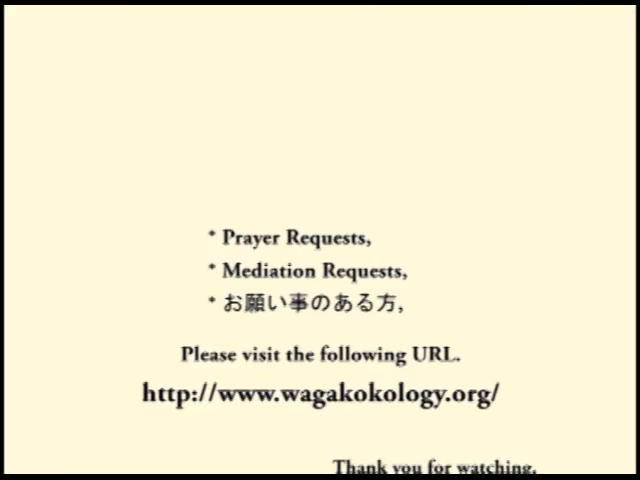 * Prayer Requests,
* Mediation Requests,
* お願い事のある方,
Please visit the following URL.
http://www.wagakokology.org/
Thank you for watching.